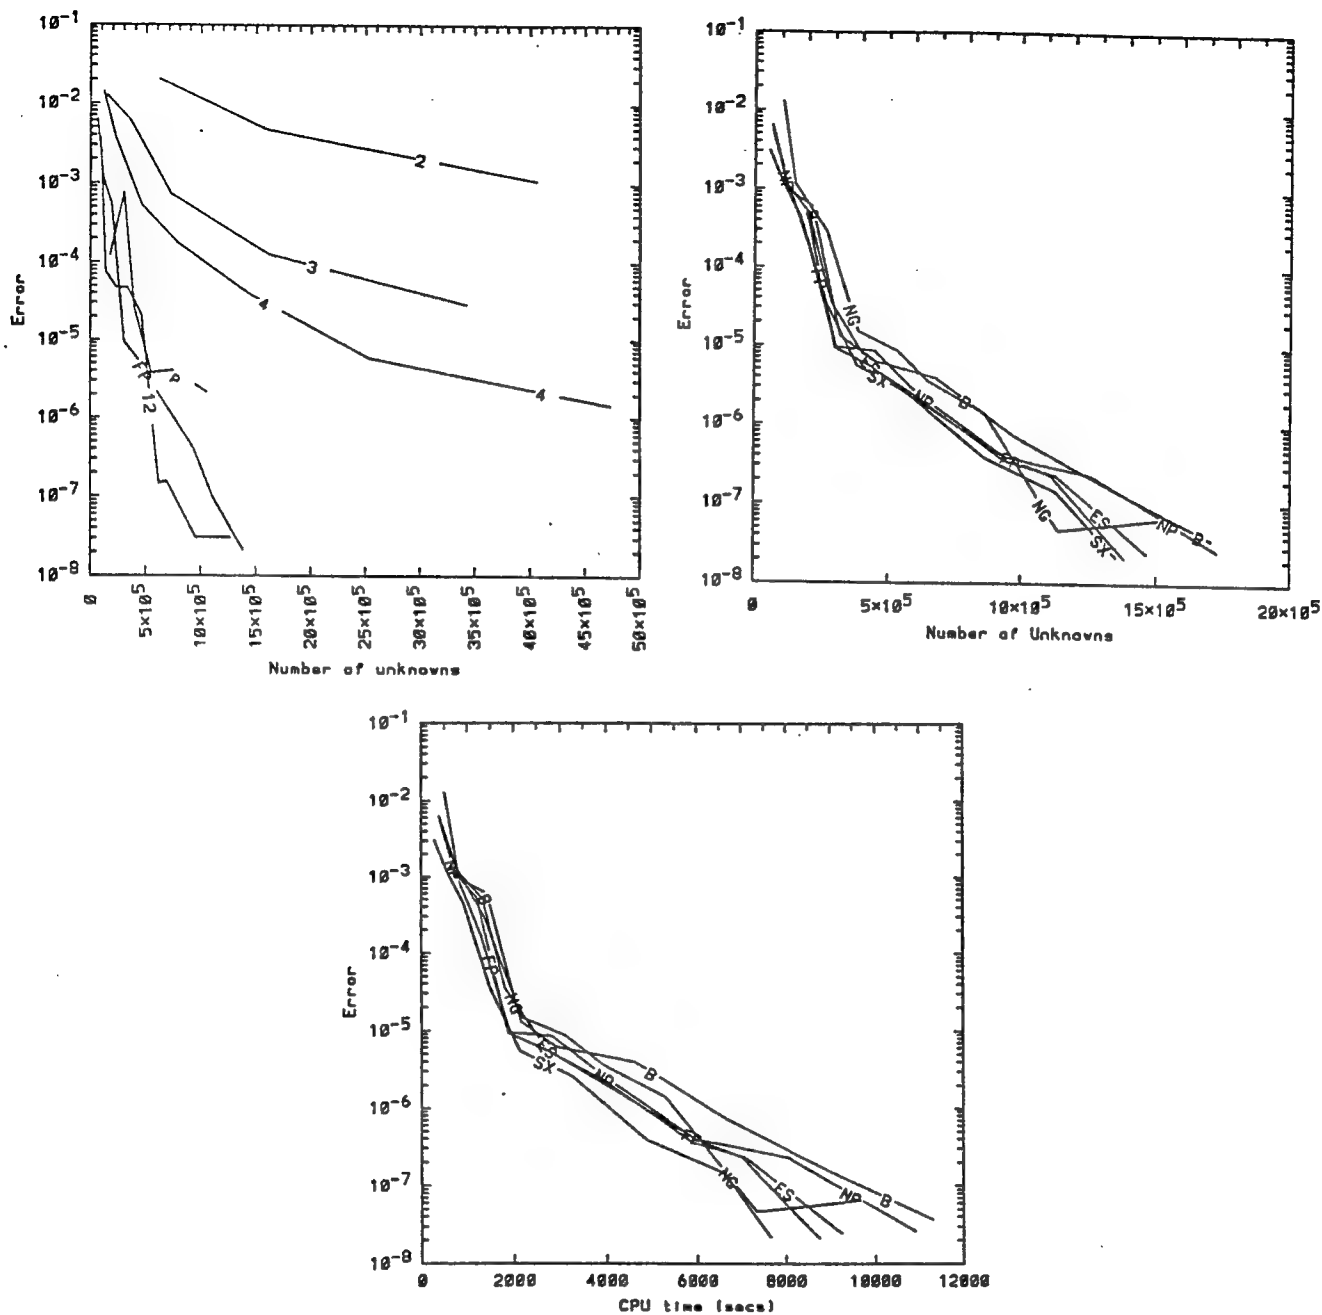 10-1
10-2
10-3
10-4
10-5
10-6
10-7
10-8
Error
2
3
4
4
FP
P
12
0
5×105
10×105
15×105
20×105
25×105
30×105
35×105
40×105
45×105
50×105
Number of unknowns
10-1
10-2
10-3
10-4
10-5
10-6
10-7
10-8
Error
NG
ES
SX
NP
B
NG
ES
SX
NP
B
0
5×105
10×105
15×105
20×105
Number of Unknowns
10-1
10-2
10-3
10-4
10-5
10-6
10-7
10-8
Error
B
FP
NG
ES
SX
NP
B
NG
ES
NP
B
0
2000
4000
6000
8000
10000
12000
CPU time (secs)